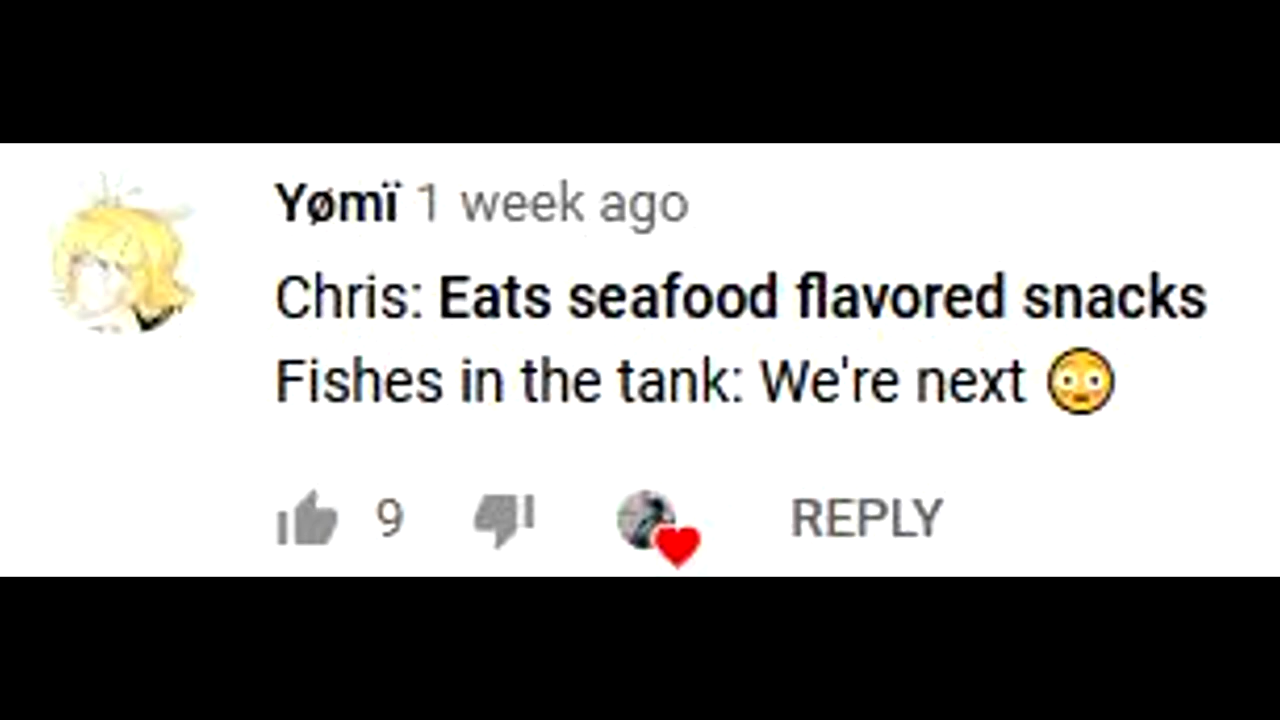 Yømï 1 week ago
Chris: Eats seafood flavored snacks
Fishes in the tank: We're next 😳
9 REPLY